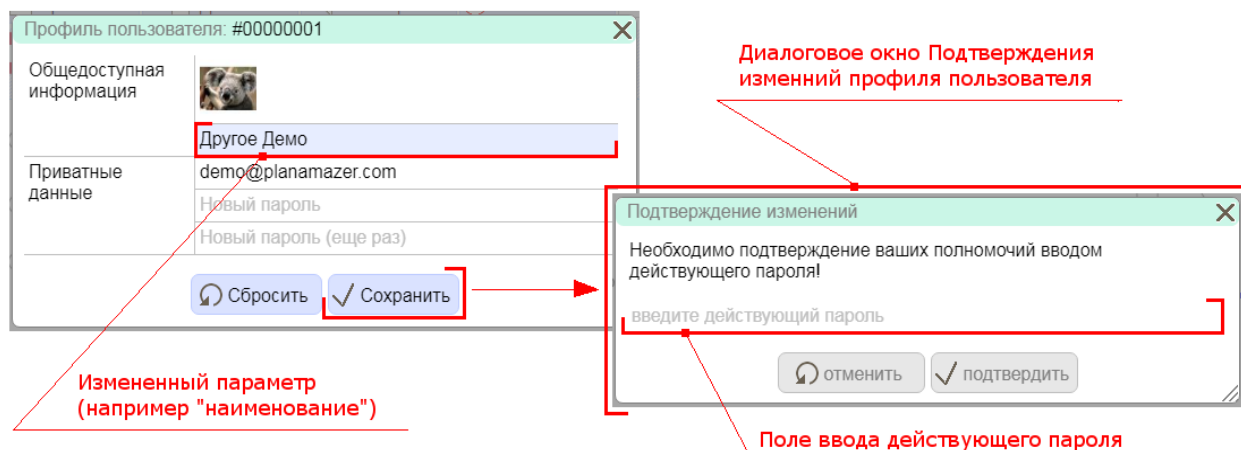 Профиль пользователя: #00000001
Общедоступная
информация
Другое Демо
Приватные
данные
demo@planamazer.com
Новый пароль
Новый пароль (еще раз)
Сбросить
Сохранить
Диалоговое окно Подтверждения
изменний профиля пользователя
Подтверждение изменений
Необходимо подтверждение ваших полномочий вводом
действующего пароля!
введите действующий пароль
отменить
подтвердить
Измененный параметр
(например "наименование")
Поле ввода действующего пароля